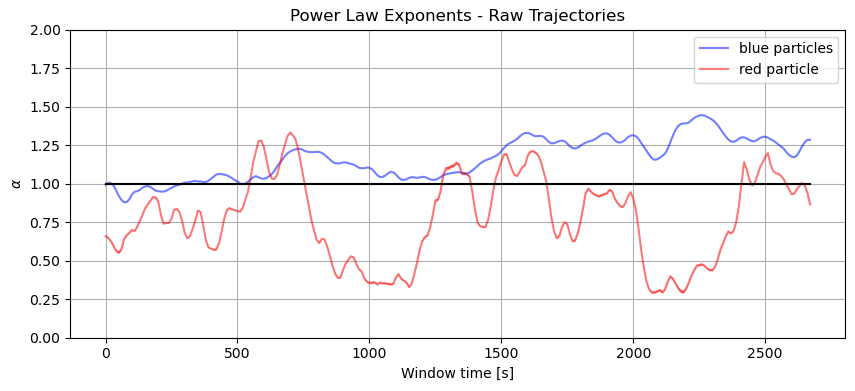 Power Law Exponents - Raw Trajectories
2.00
1.75
1.50
1.25
1.00
0.75
0.50
0.25
0.00
α
blue particles
red particle
0 500 1000 1500 2000 2500
Window time [s]